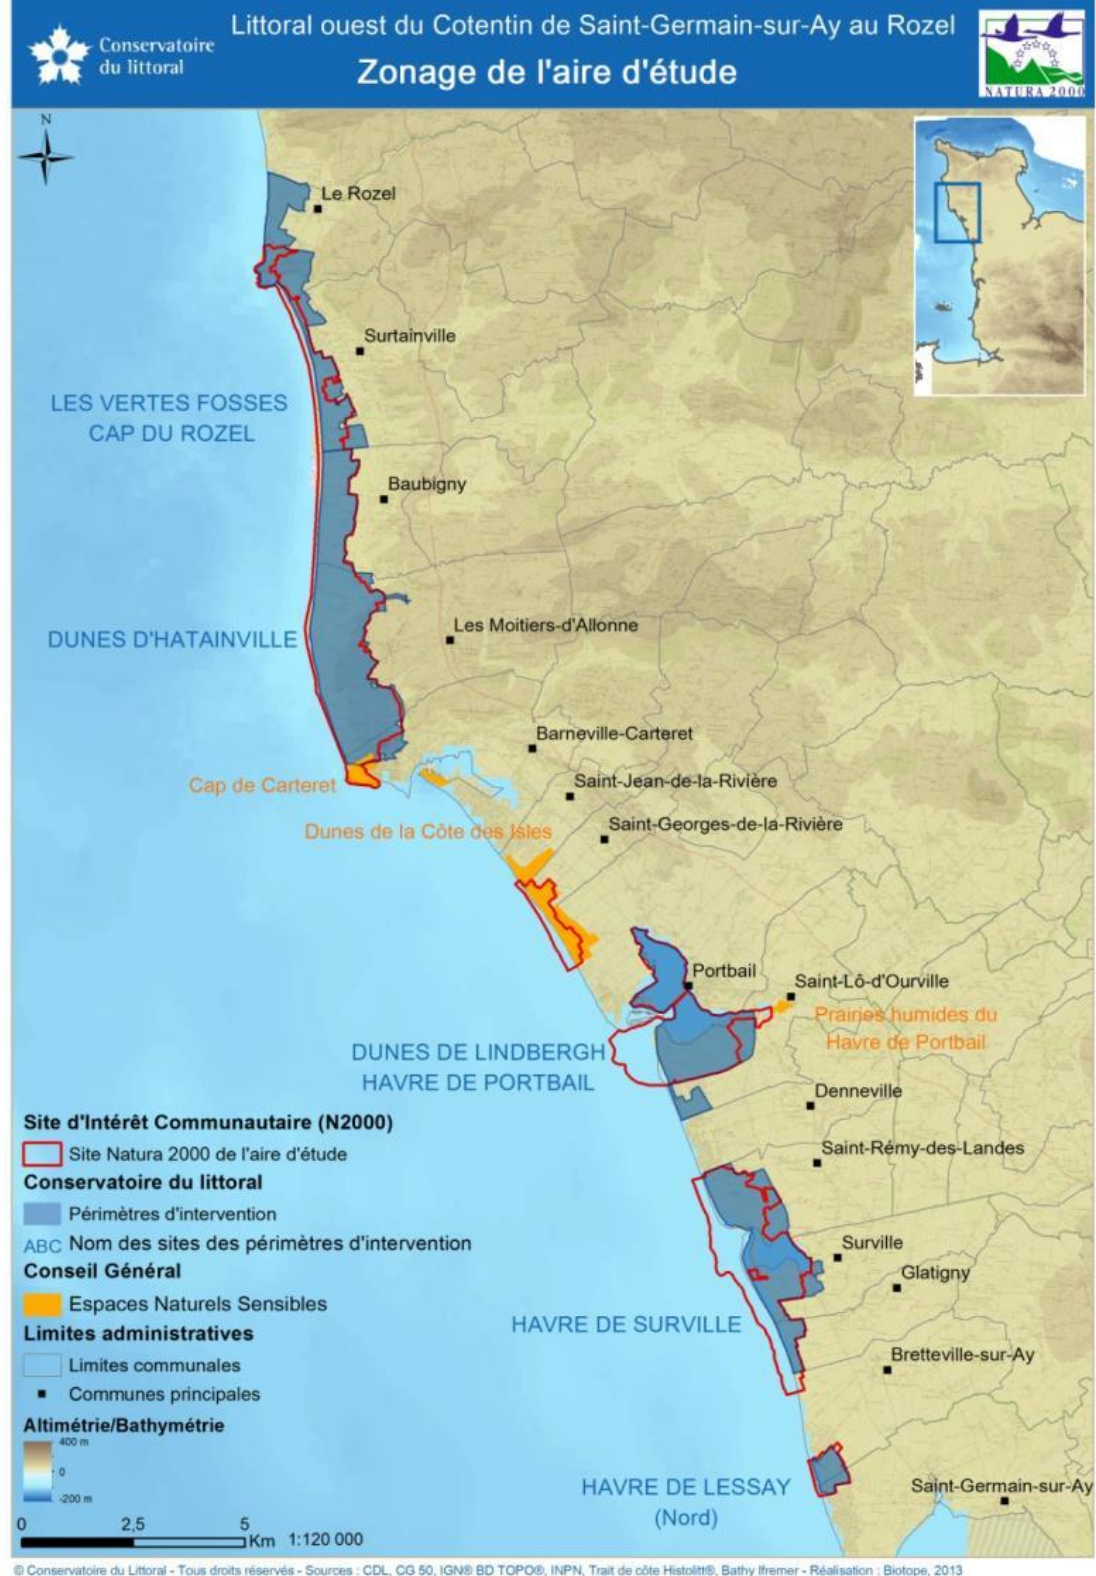 Littoral ouest du Cotentin de Saint-Germain-sur-Ay au Rozel
Conservatoire
du littoral
Zonage de l'aire d'étude
NATURA 2000
N
Le Rozel
Surtainville
LES VERTES FOSSES
CAP DU ROZEL
Baubigny
Les Moitiers-d'Allonne
DUNES D'HATAINVILLE
Barneville-Carteret
Cap de Carteret
Saint-Jean-de-la-Rivière
Dunes de la Côte des Isles
Saint-Georges-de-la-Rivière
Portbail
Saint-Lô-d'Ourville
Prairies humides du
Havre de Portbail
DUNES DE LINDBERGH
HAVRE DE PORTBAIL
Denneville
Saint-Rémy-des-Landes
Surville
Glatigny
HAVRE DE SURVILLE
Bretteville-sur-Ay
HAVRE DE LESSAY
(Nord)
Saint-Germain-sur-Ay
Site d'Intérêt Communautaire (N2000)
Site Natura 2000 de l'aire d'étude
Conservatoire du littoral
Périmètres d'intervention
ABC Nom des sites des périmètres d'intervention
Conseil Général
Espaces Naturels Sensibles
Limites administratives
Limites communales
Communes principales
Altimétrie/Bathymétrie
400 m
0
-200 m
0 2,5 5
Km 1:120 000
© Conservatoire du Littoral - Tous droits réservés - Sources : CDL, CG 50, IGN® BD TOPO®, INPN, Trait de côte Histolitt®, Bathy Ifremer - Réalisation : Biotope, 2013